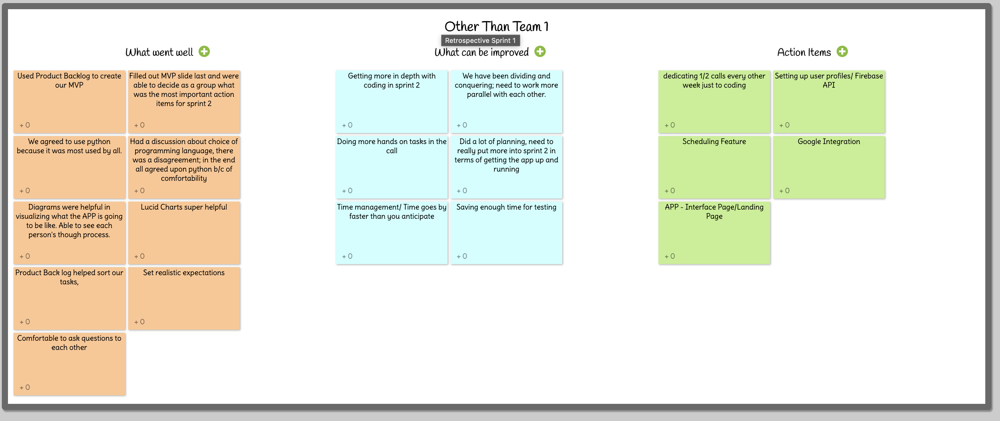 Other Than Team 1
Retrospective Sprint 1
What went well
Used Product Backlog to create
our MVP
+ 0
Filled out MVP slide last and were
able to decide as a group what
was the most important action
items for sprint 2
+ 0
We agreed to use python
because it was most used by all.
+ 0
Had a discussion about choice of
programming language, there
was a disagreement; in the end
all agreed upon python b/c of
comfortability
+ 0
Diagrams were helpful in
visualizing what the APP is going
to be like. Able to see each
person's though process.
+ 0
Lucid Charts super helpful
+ 0
Product Back log helped sort our
tasks,
+ 0
Set realistic expectations
+ 0
Comfortable to ask questions to
each other
+ 0
What can be improved
Getting more in depth with
coding in sprint 2
+ 0
We have been dividing and
conquering; need to work more
parallel with each other.
+ 0
Doing more hands on tasks in the
call
+ 0
Did a lot of planning, need to
really put more into sprint 2 in
terms of getting the app up and
running
+ 0
Time management/ Time goes by
faster than you anticipate
+ 0
Saving enough time for testing
+ 0
Action Items
dedicating 1/2 calls every other
week just to coding
+ 0
Setting up user profiles/ Firebase
API
+ 0
Scheduling Feature
+ 0
Google Integration
+ 0
APP - Interface Page/Landing
Page
+ 0